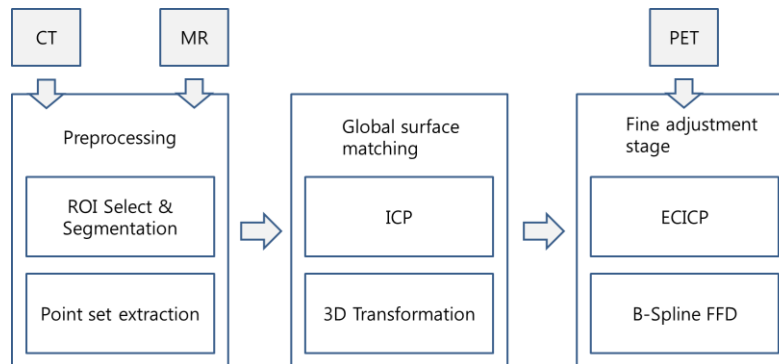 CT
MR
PET
Preprocessing
ROI Select &
Segmentation
Point set extraction
Global surface
matching
ICP
3D Transformation
Fine adjustment
stage
ECICP
B-Spline FFD